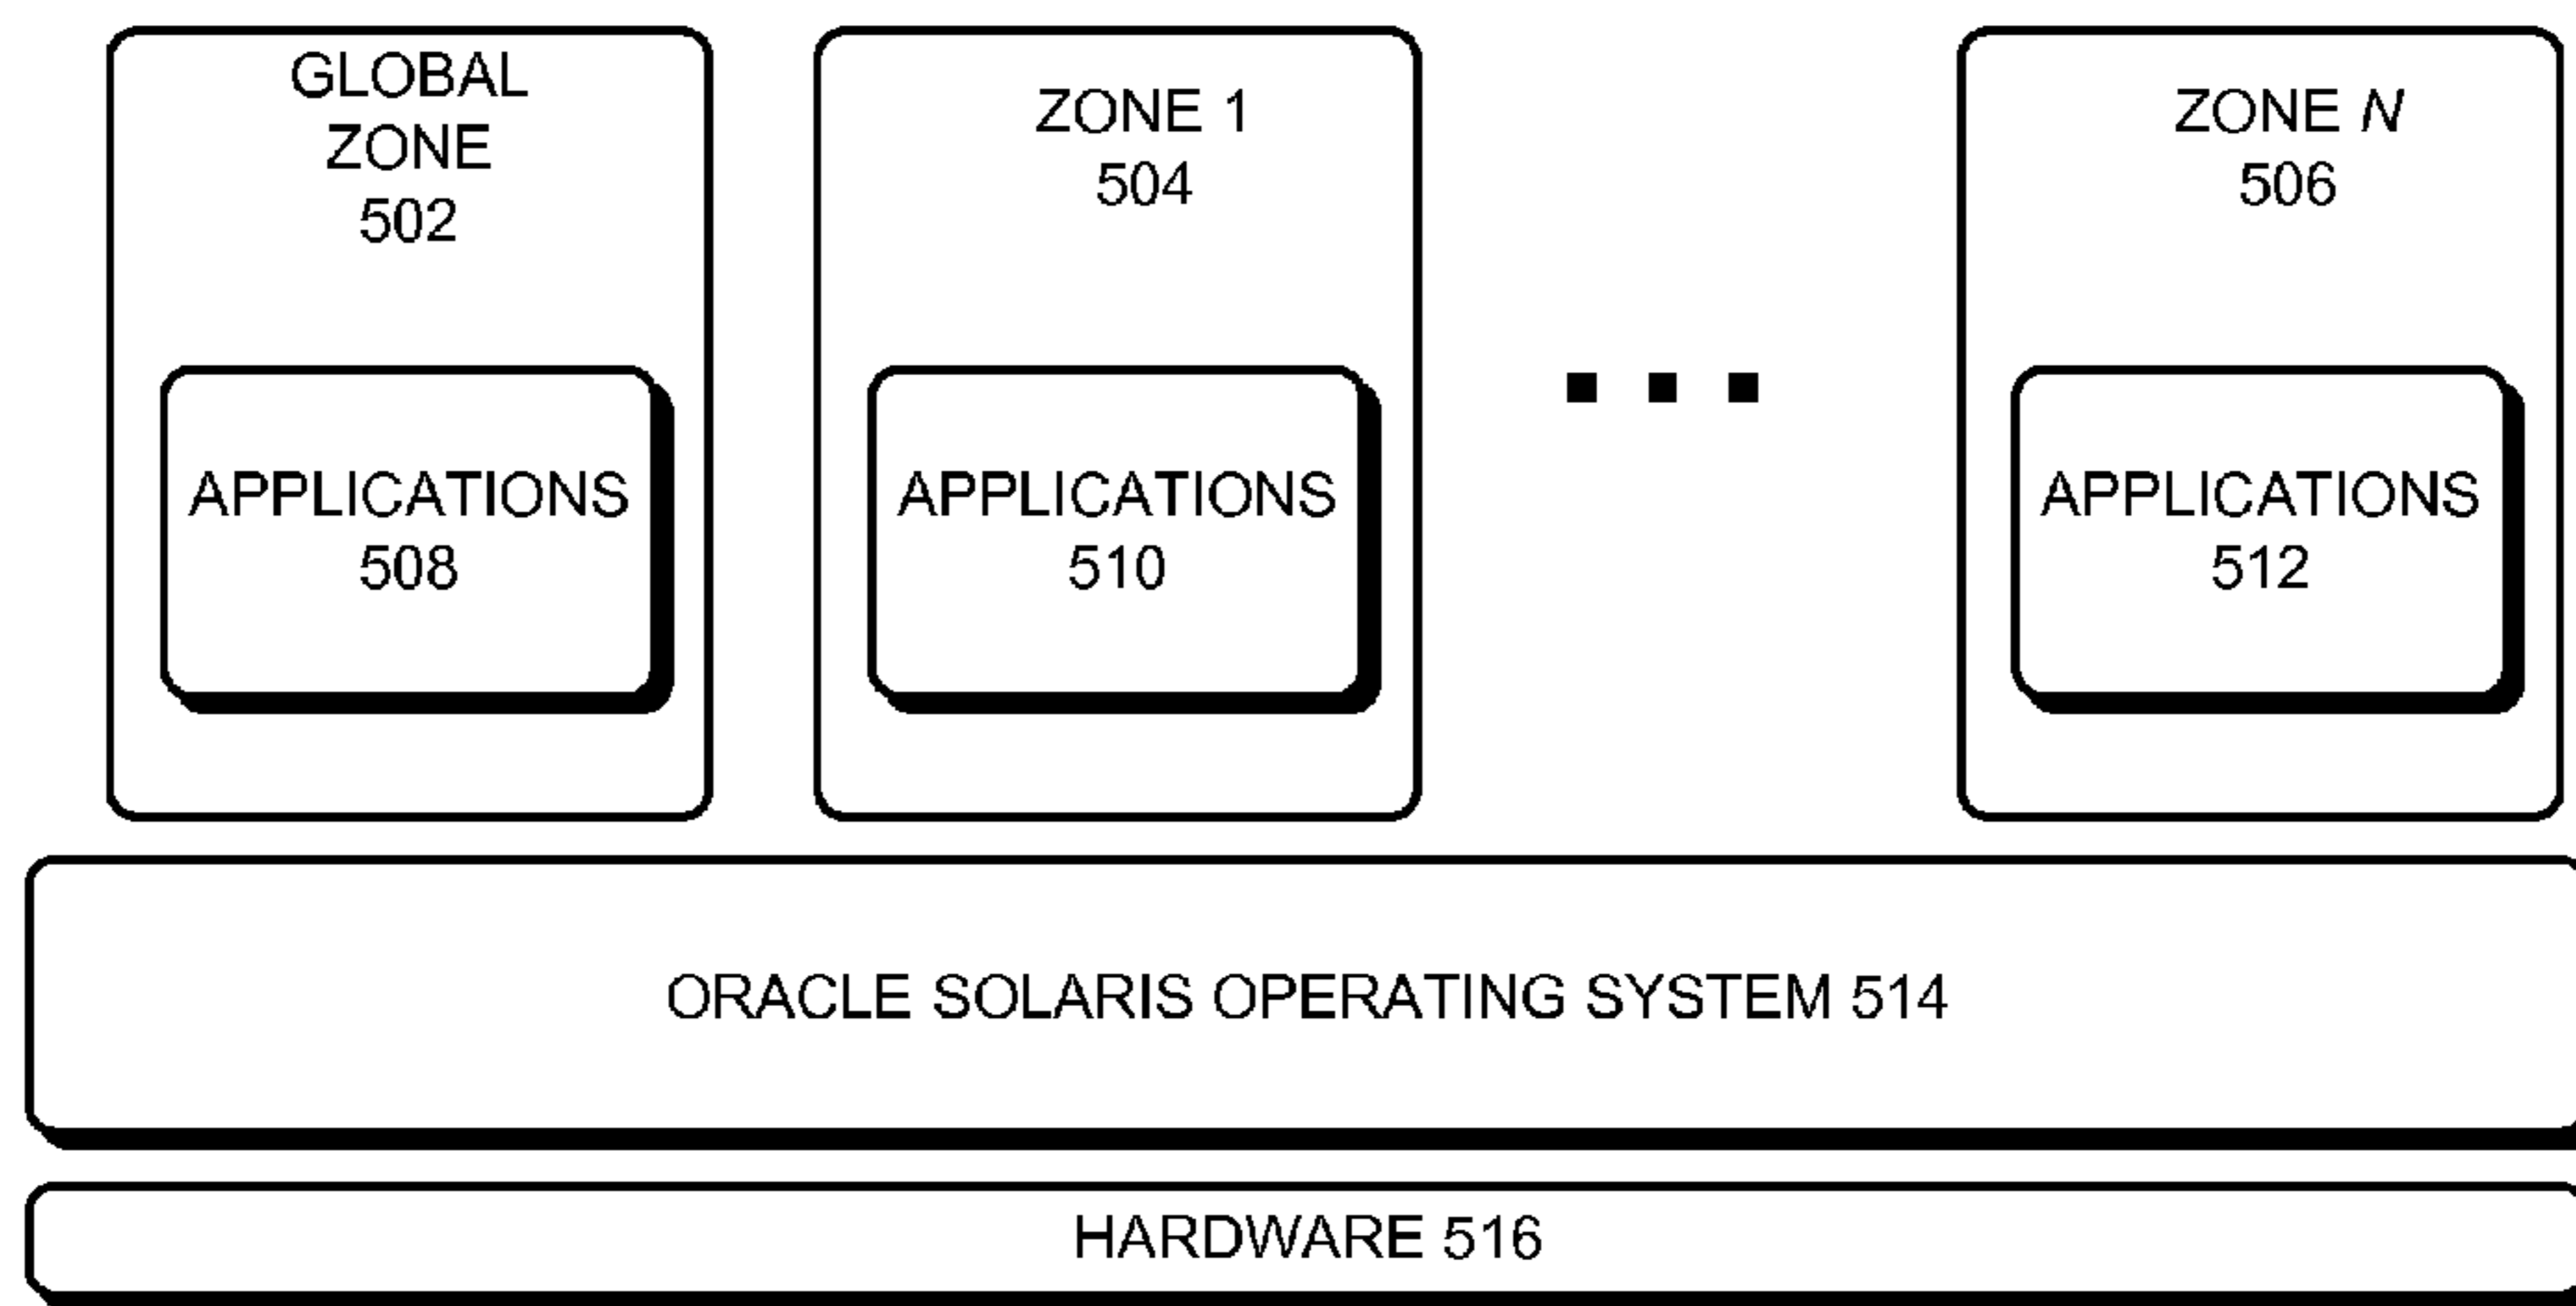 GLOBAL
ZONE
502
APPLICATIONS
508
ZONE 1
504
APPLICATIONS
510
ZONE N
506
APPLICATIONS
512
ORACLE SOLARIS OPERATING SYSTEM 514
HARDWARE 516